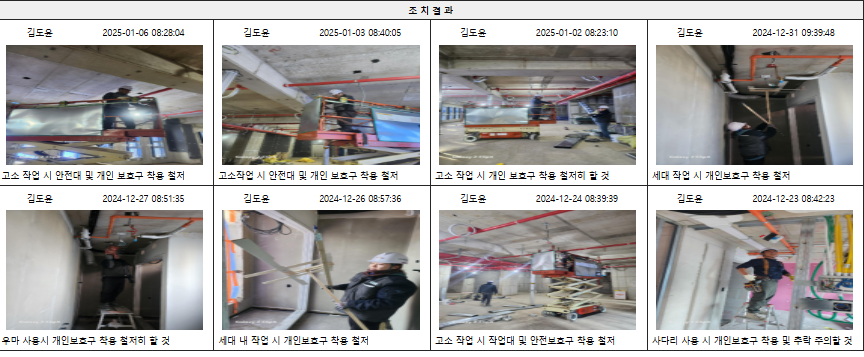 조 치 결 과
김도윤 2025-01-06 08:28:04
김도윤 2025-01-03 08:40:05
김도윤 2025-01-02 08:23:10
김도윤 2024-12-31 09:39:48
고소 작업 시 안전대 및 개인 보호구 착용 철저
고소작업 시 안전대 및 개인 보호구 착용 철저
고소 작업 시 개인 보호구 착용 철저히 할 것
세대 작업 시 개인보호구 착용 철저
김도윤 2024-12-27 08:51:35
김도윤 2024-12-26 08:57:36
김도윤 2024-12-24 08:39:39
김도윤 2024-12-23 08:42:23
우마 사용시 개인보호구 착용 철저히 할 것
세대 내 작업 시 개인보호구 착용 철저
고소 작업 시 작업대 및 안전보호구 착용 철저
사다리 사용 시 개인보호구 착용 및 추락 주의할 것